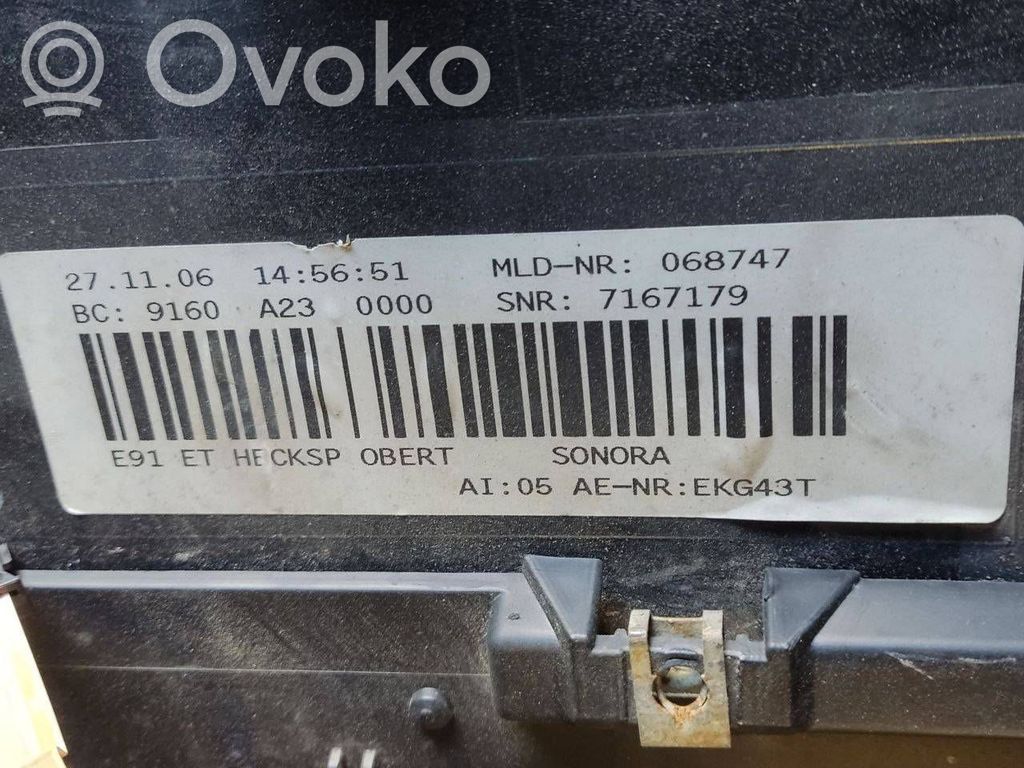 Ovoko
27.11.06 14:56:51 MLD-NR: 068747
BC: 9160 A23 0000 SNR: 7167179
E91 ET HECKSP OBERT SONORA
AI:05 AE-NR:EKG43T